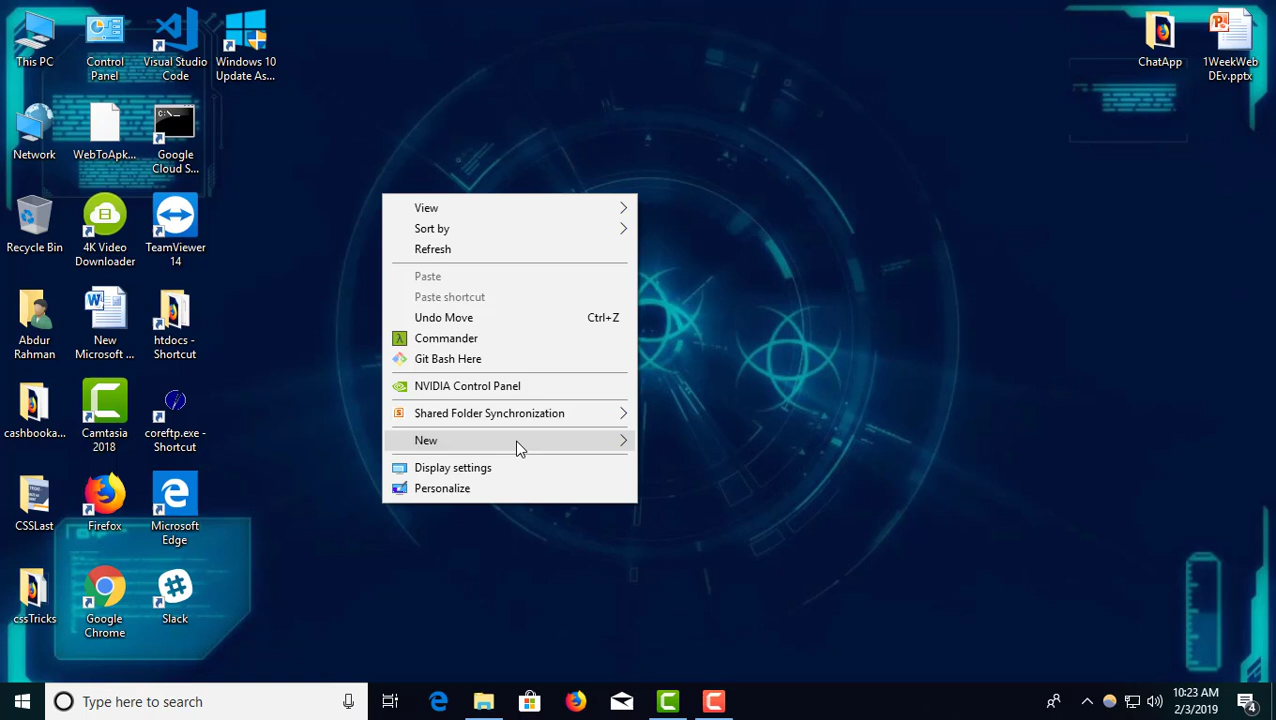 This PC
Control
Panel
Visual Studio
Code
Windows 10
Update As...
ChatApp
1WeekWeb
DEv.pptx
Network
WebToApk...
Google
Cloud S...
Recycle Bin
4K Video
Downloader
TeamViewer
14
Abdur
Rahman
New
Microsoft ...
htdocs -
Shortcut
cashbooka...
Camtasia
2018
coreftp.exe -
Shortcut
CSSLast
Firefox
Microsoft
Edge
cssTricks
Google
Chrome
Slack
View
Sort by
Refresh
Paste
Paste shortcut
Undo Move Ctrl+Z
Commander
Git Bash Here
NVIDIA Control Panel
Shared Folder Synchronization
New
Display settings
Personalize
Type here to search
10:23 AM
2/3/2019
4